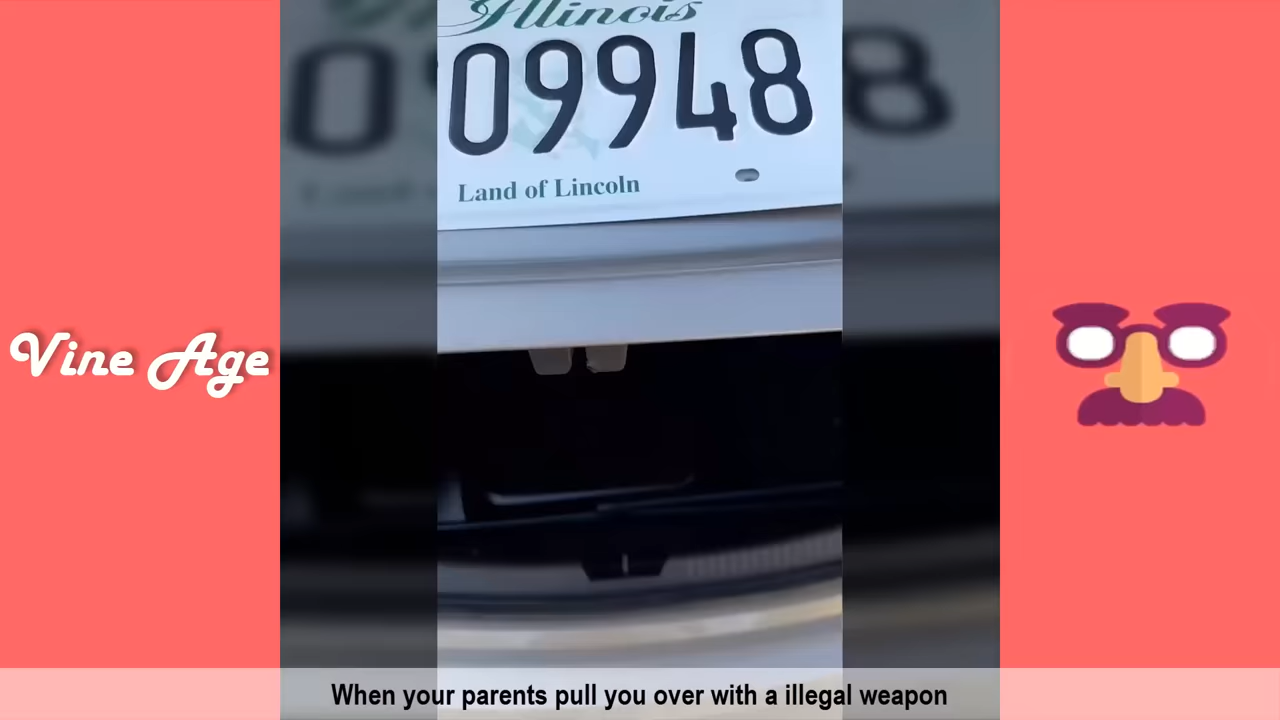 Illinois
09948
Land of Lincoln
Vine Age
When your parents pull you over with a illegal weapon